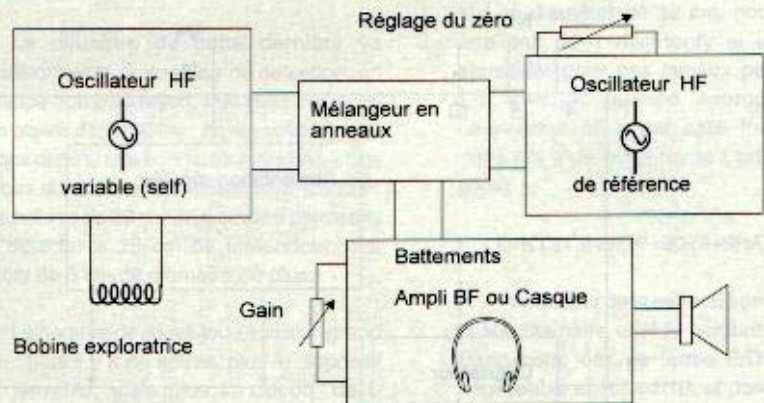 Réglage du zéro
Oscillateur HF
variable (self)
Mélangeur en
anneaux
Oscillateur HF
de référence
Bobine exploratrice
Gain
Battements
Ampli BF ou Casque